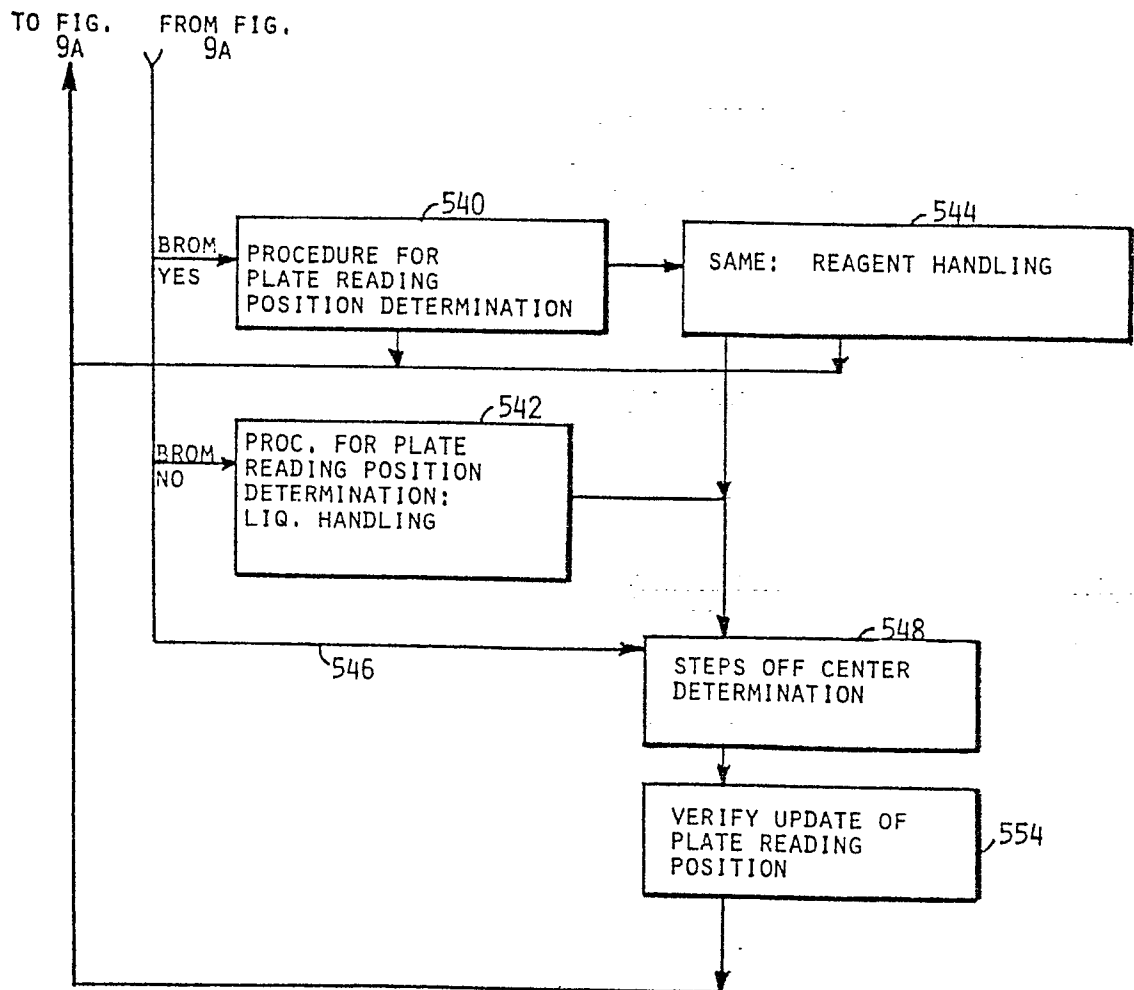 TO FIG. FROM FIG.
9A 9A
540
544
BROM
YES
PROCEDURE FOR
PLATE READING
POSITION DETERMINATION
SAME: REAGENT HANDLING
542
BROM
NO
PROC. FOR PLATE
READING POSITION
DETERMINATION:
LIQ. HANDLING
546
548
STEPS OFF CENTER
DETERMINATION
VERIFY UPDATE OF
PLATE READING
POSITION
554